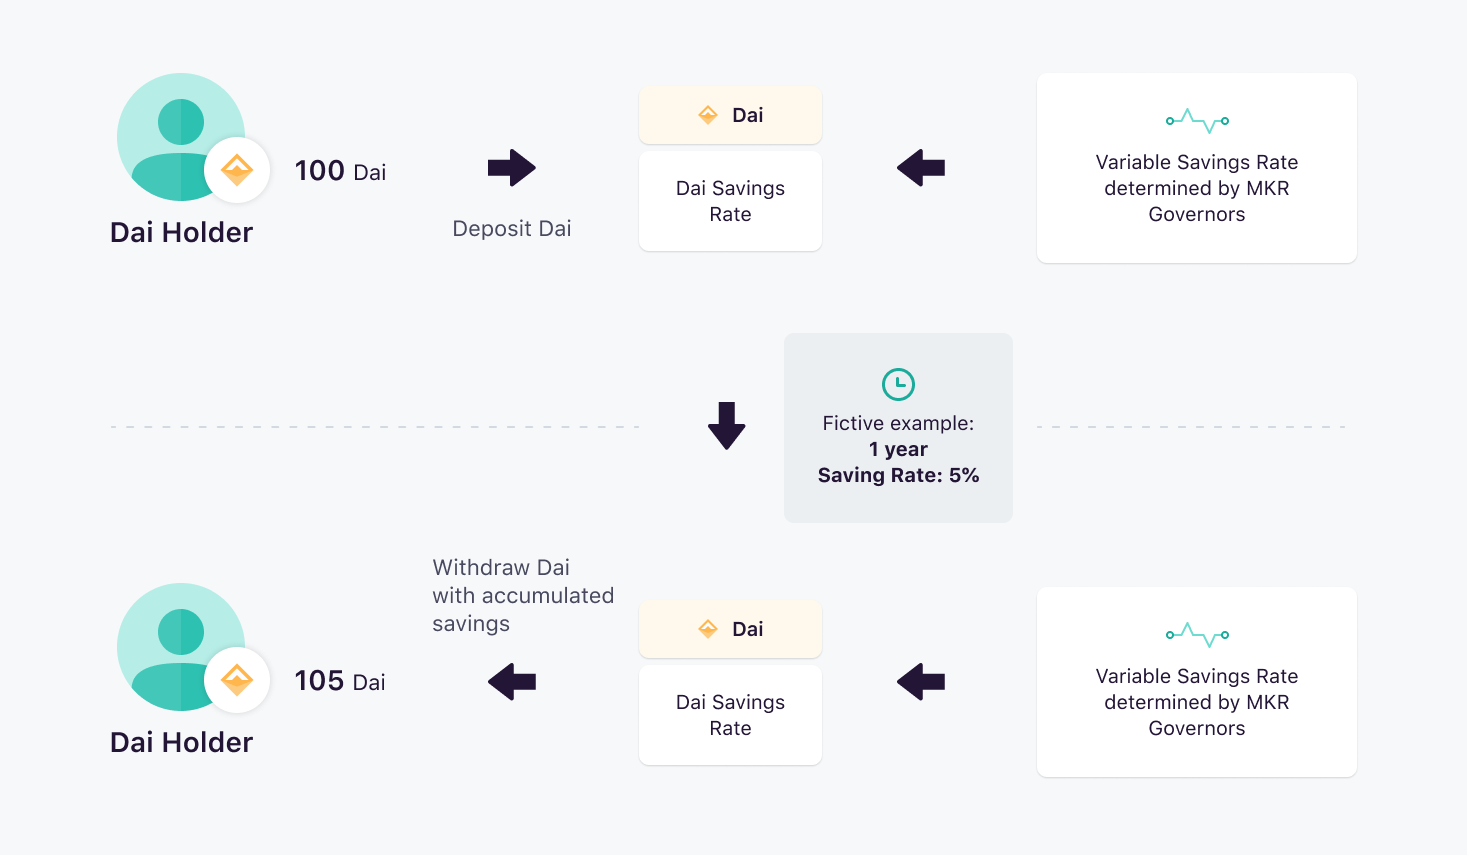 100 Dai
Dai Holder
Deposit Dai
Dai
Dai Savings
Rate
Variable Savings Rate
determined by MKR
Governors
Fictive example:
1 year
Saving Rate: 5%
Withdraw Dai
with accumulated
savings
105 Dai
Dai Holder
Dai
Dai Savings
Rate
Variable Savings Rate
determined by MKR
Governors